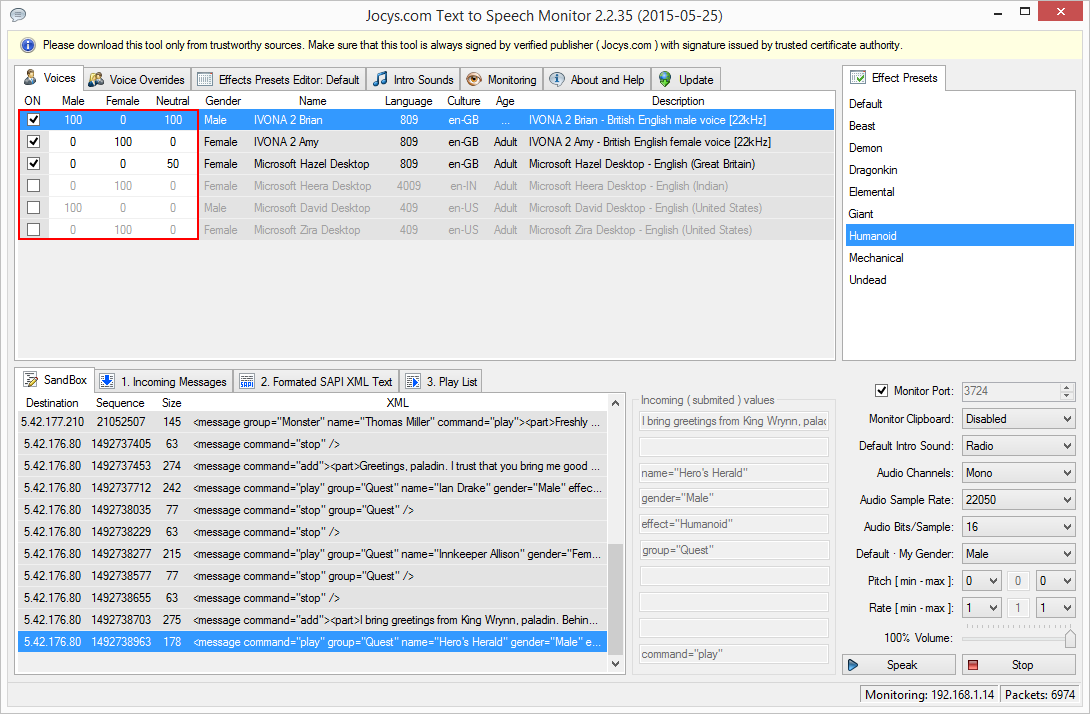 Jocys.com Text to Speech Monitor 2.2.35 (2015-05-25)
Please download this tool only from trustworthy sources. Make sure that this tool is always signed by verified publisher ( Jocys.com ) with signature issued by trusted certificate authority.
Voices Voice Overrides Effects Presets Editor: Default Intro Sounds Monitoring About and Help Update
ON Male Female Neutral Gender Name Language Culture Age Description
100 0 100 Male IVONA 2 Brian 809 en-GB ... IVONA 2 Brian - British English male voice [22kHz]
0 100 0 Female IVONA 2 Amy 809 en-GB Adult IVONA 2 Amy - British English female voice [22kHz]
0 0 50 Female Microsoft Hazel Desktop 809 en-GB Adult Microsoft Hazel Desktop - English (Great Britain)
0 100 0 Female Microsoft Heera Desktop 4009 en-IN Adult Microsoft Heera Desktop - English (Indian)
100 0 0 Male Microsoft David Desktop 409 en-US Adult Microsoft David Desktop - English (United States)
0 100 0 Female Microsoft Zira Desktop 409 en-US Adult Microsoft Zira Desktop - English (United States)
Effect Presets
Default
Beast
Demon
Dragonkin
Elemental
Giant
Humanoid
Mechanical
Undead
SandBox 1. Incoming Messages 2. Formated SAPI XML Text 3. Play List
Destination Sequence Size XML
5.42.177.210 21052507 145 <message group="Monster" name="Thomas Miller" command="play"><part>Freshly ...
5.42.176.80 1492737405 63 <message command="stop" />
5.42.176.80 1492737453 274 <message command="add"><part>Greetings, paladin. I trust that you bring me good ...
5.42.176.80 1492737712 242 <message command="play" group="Quest" name="Ian Drake" gender="Male" effec...
5.42.176.80 1492738035 77 <message command="stop" group="Quest" />
5.42.176.80 1492738229 63 <message command="stop" />
5.42.176.80 1492738277 215 <message command="play" group="Quest" name="Innkeeper Allison" gender="Fem...
5.42.176.80 1492738577 77 <message command="stop" group="Quest" />
5.42.176.80 1492738655 63 <message command="stop" />
5.42.176.80 1492738703 275 <message command="add"><part>I bring greetings from King Wrynn, paladin. Behin...
5.42.176.80 1492738963 178 <message command="play" group="Quest" name="Hero's Herald" gender="Male" e...
Incoming ( submited ) values
I bring greetings from King Wrynn, palac
name="Hero's Herald"
gender="Male"
effect="Humanoid"
group="Quest"
command="play"
Monitor Port: 3724
Monitor Clipboard: Disabled
Default Intro Sound: Radio
Audio Channels: Mono
Audio Sample Rate: 22050
Audio Bits/Sample: 16
Default · My Gender: Male
Pitch [ min - max ]: 0 0 0
Rate [ min - max ]: 1 1 1
100% Volume:
Speak Stop
Monitoring: 192.168.1.14 Packets: 6974